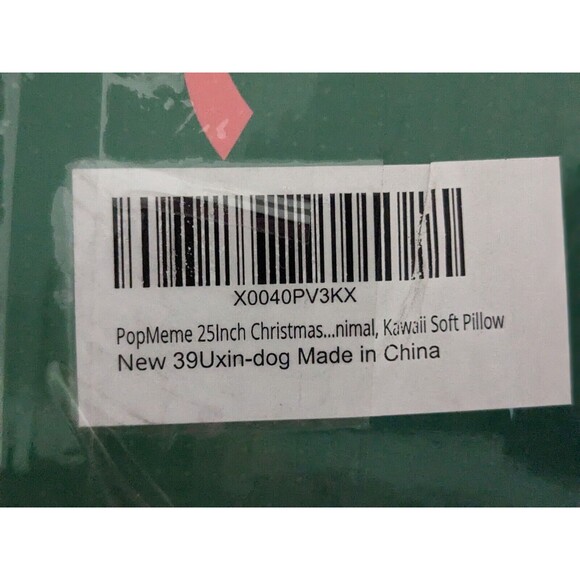 X0040PV3KX
PopMeme 25Inch Christmas...nimal, Kawaii Soft Pillow
New 39Uxin-dog Made in China